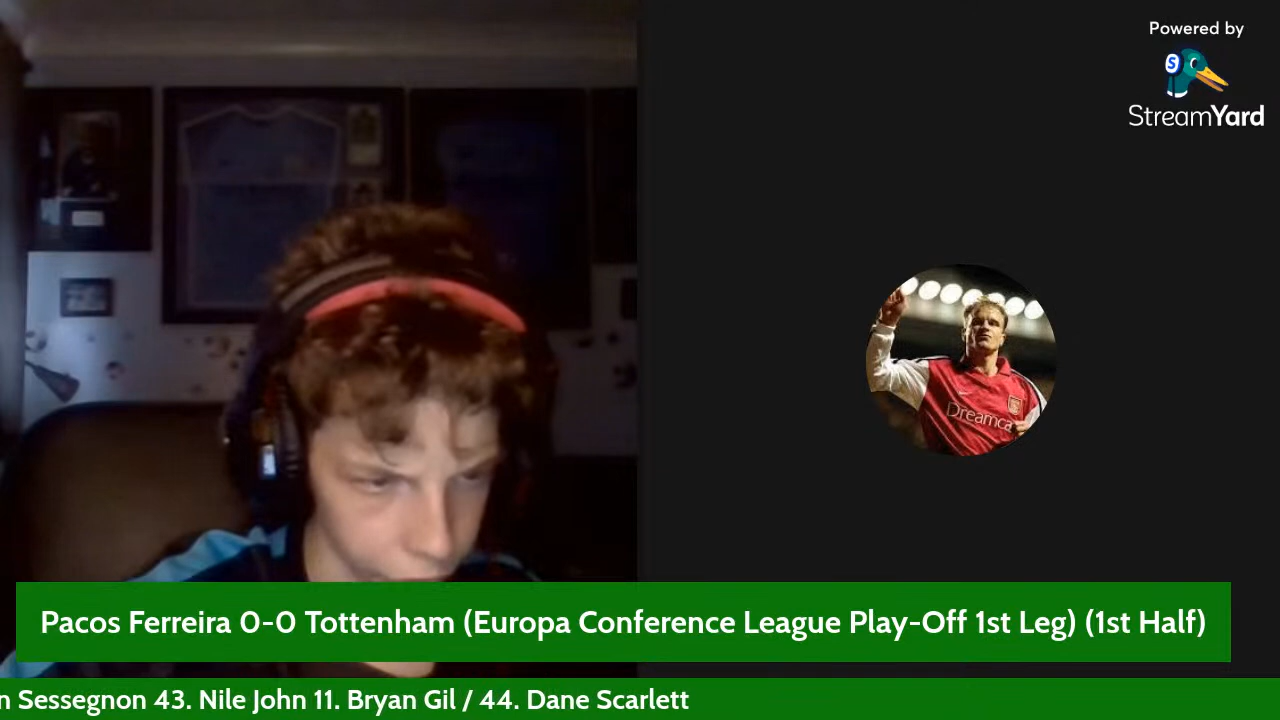 Powered by
S
StreamYard
Dreamca
Pacos Ferreira 0-0 Tottenham (Europa Conference League Play-Off 1st Leg) (1st Half)
n Sessegnon 43. Nile John 11. Bryan Gil / 44. Dane Scarlett